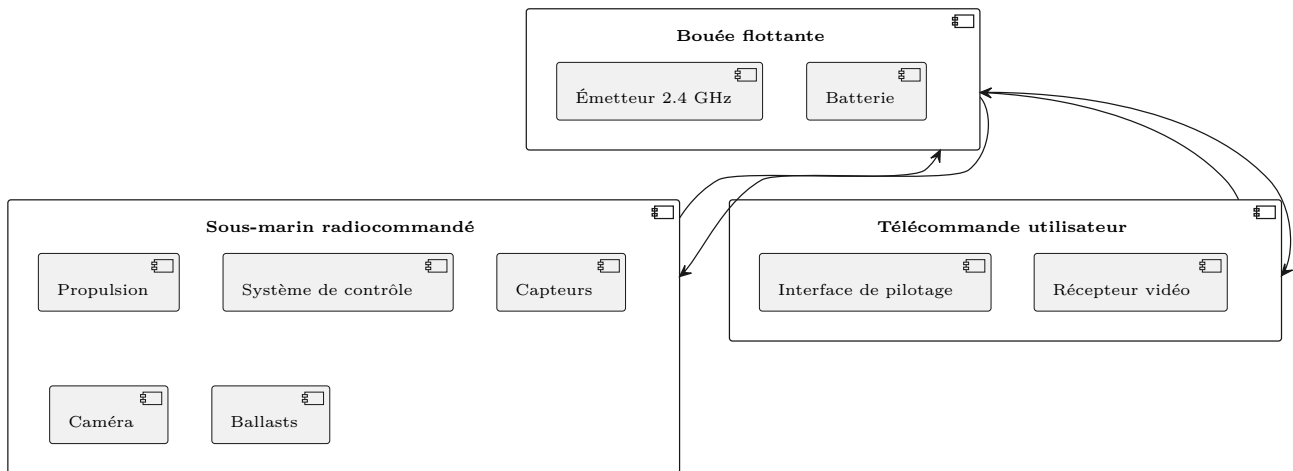 Bouée flottante
Émetteur 2.4 GHz
Batterie
Sous-marin radiocommandé
Propulsion
Système de contrôle
Capteurs
Caméra
Ballasts
Télécommande utilisateur
Interface de pilotage
Récepteur vidéo